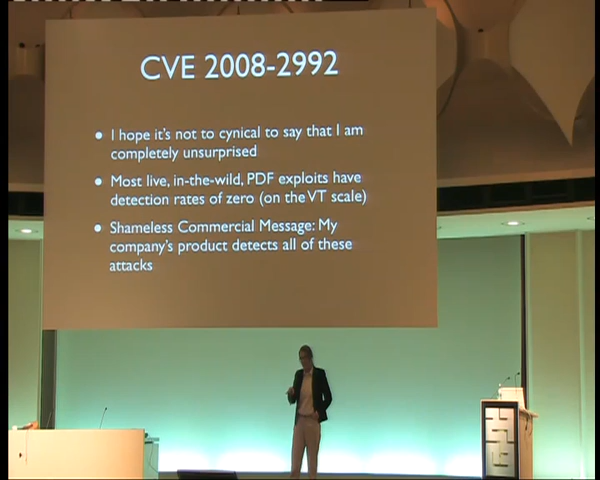 CVE 2008-2992
• I hope it's not to cynical to say that I am
completely unsurprised
• Most live, in-the-wild, PDF exploits have
detection rates of zero (on the VT scale)
• Shameless Commercial Message: My
company's product detects all of these
attacks